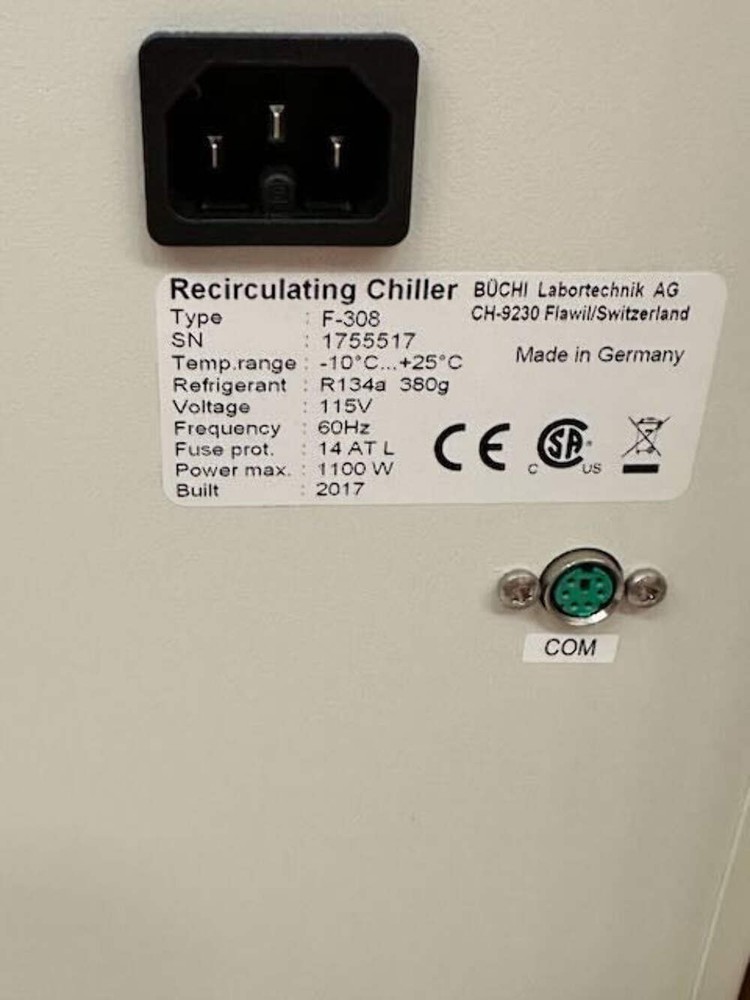 Recirculating Chiller BÜCHI Labortechnik AG
CH-9230 Flawil/Switzerland
Type : F-308
SN : 1755517
Made in Germany
Temp.range : -10°C...+25°C
Refrigerant : R134a 380g
Voltage : 115V
Frequency : 60Hz
Fuse prot. : 14 AT L
Power max. : 1100 W
Built : 2017
CE
C SA® US
COM